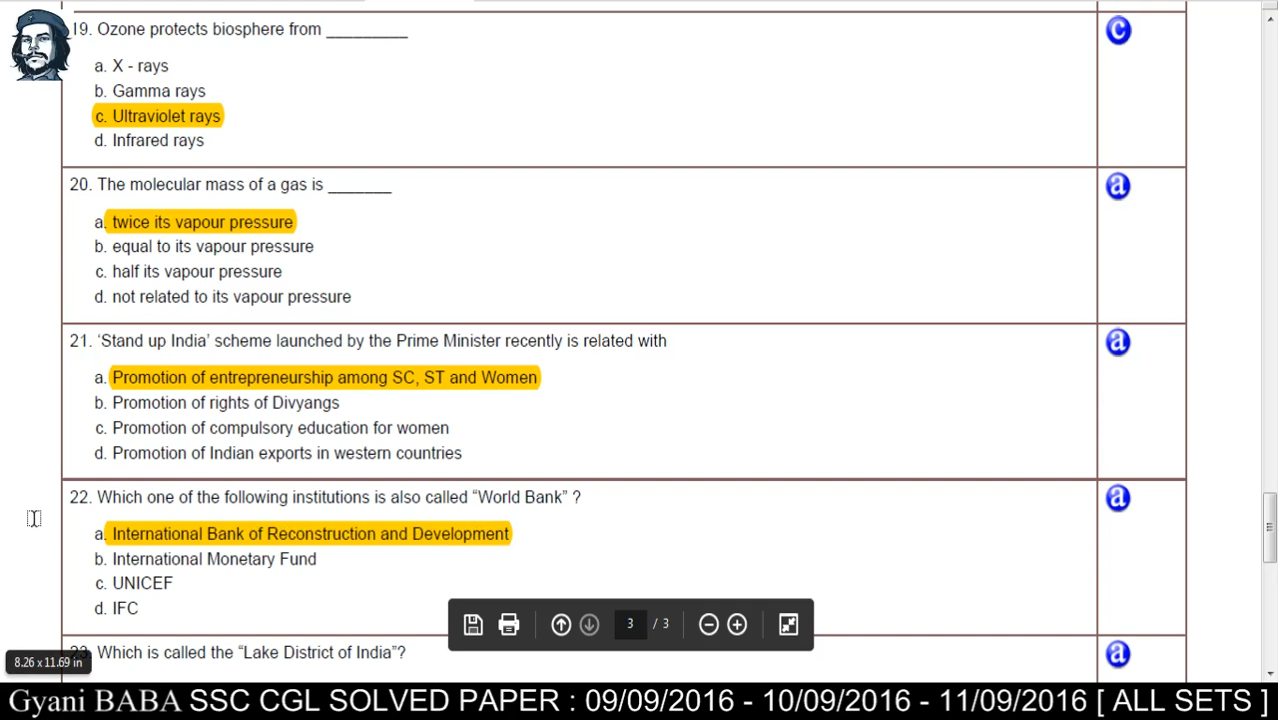 19. Ozone protects biosphere from _________
c
a. X - rays
b. Gamma rays
c. Ultraviolet rays
d. Infrared rays
20. The molecular mass of a gas is _______
a
a. twice its vapour pressure
b. equal to its vapour pressure
c. half its vapour pressure
d. not related to its vapour pressure
21. ‘Stand up India’ scheme launched by the Prime Minister recently is related with
a
a. Promotion of entrepreneurship among SC, ST and Women
b. Promotion of rights of Divyangs
c. Promotion of compulsory education for women
d. Promotion of Indian exports in western countries
22. Which one of the following institutions is also called “World Bank” ?
a
a. International Bank of Reconstruction and Development
b. International Monetary Fund
c. UNICEF
d. IFC
3 / 3
23. Which is called the “Lake District of India”?
a
8.26 x 11.69 in
Gyani BABA SSC CGL SOLVED PAPER : 09/09/2016 - 10/09/2016 - 11/09/2016 [ ALL SETS ]